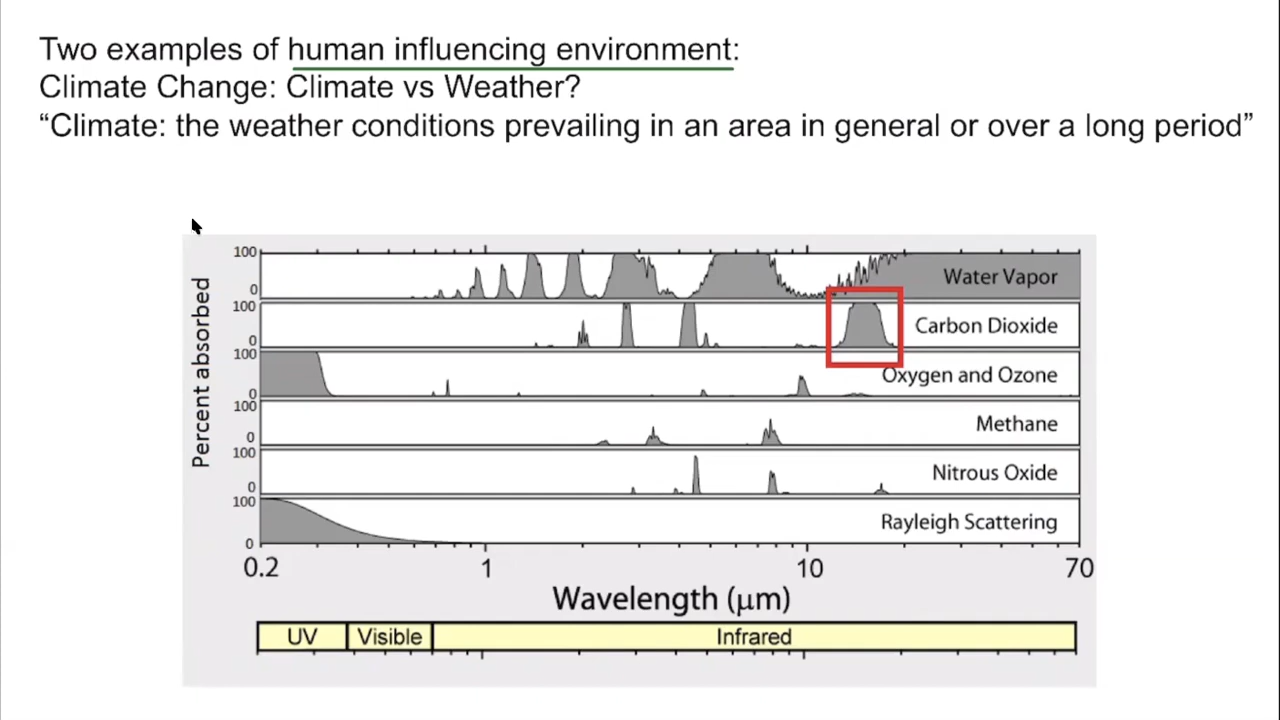 Two examples of human influencing environment:
Climate Change: Climate vs Weather?
“Climate: the weather conditions prevailing in an area in general or over a long period”
Percent absorbed
100
0
Water Vapor
100
0
Carbon Dioxide
100
0
Oxygen and Ozone
100
0
Methane
100
0
Nitrous Oxide
100
0
Rayleigh Scattering
0.2 1 10 70
Wavelength (μm)
UV Visible Infrared